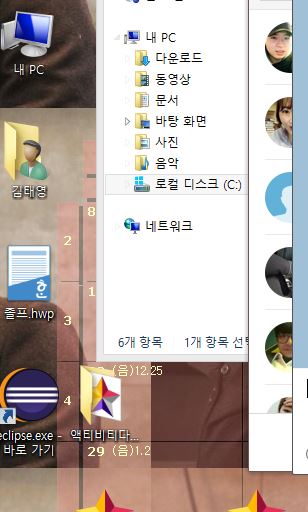 내 PC
다운로드
동영상
문서
바탕 화면
사진
음악
로컬 디스크 (C:)
네트워크
6개 항목
1개 항목 선택
내 PC
김태영
졸프.hwp
eclipse.exe -
바로 가기
액티비티다...
8
2
1
3
(음)12.25
4
29 (음)1.2